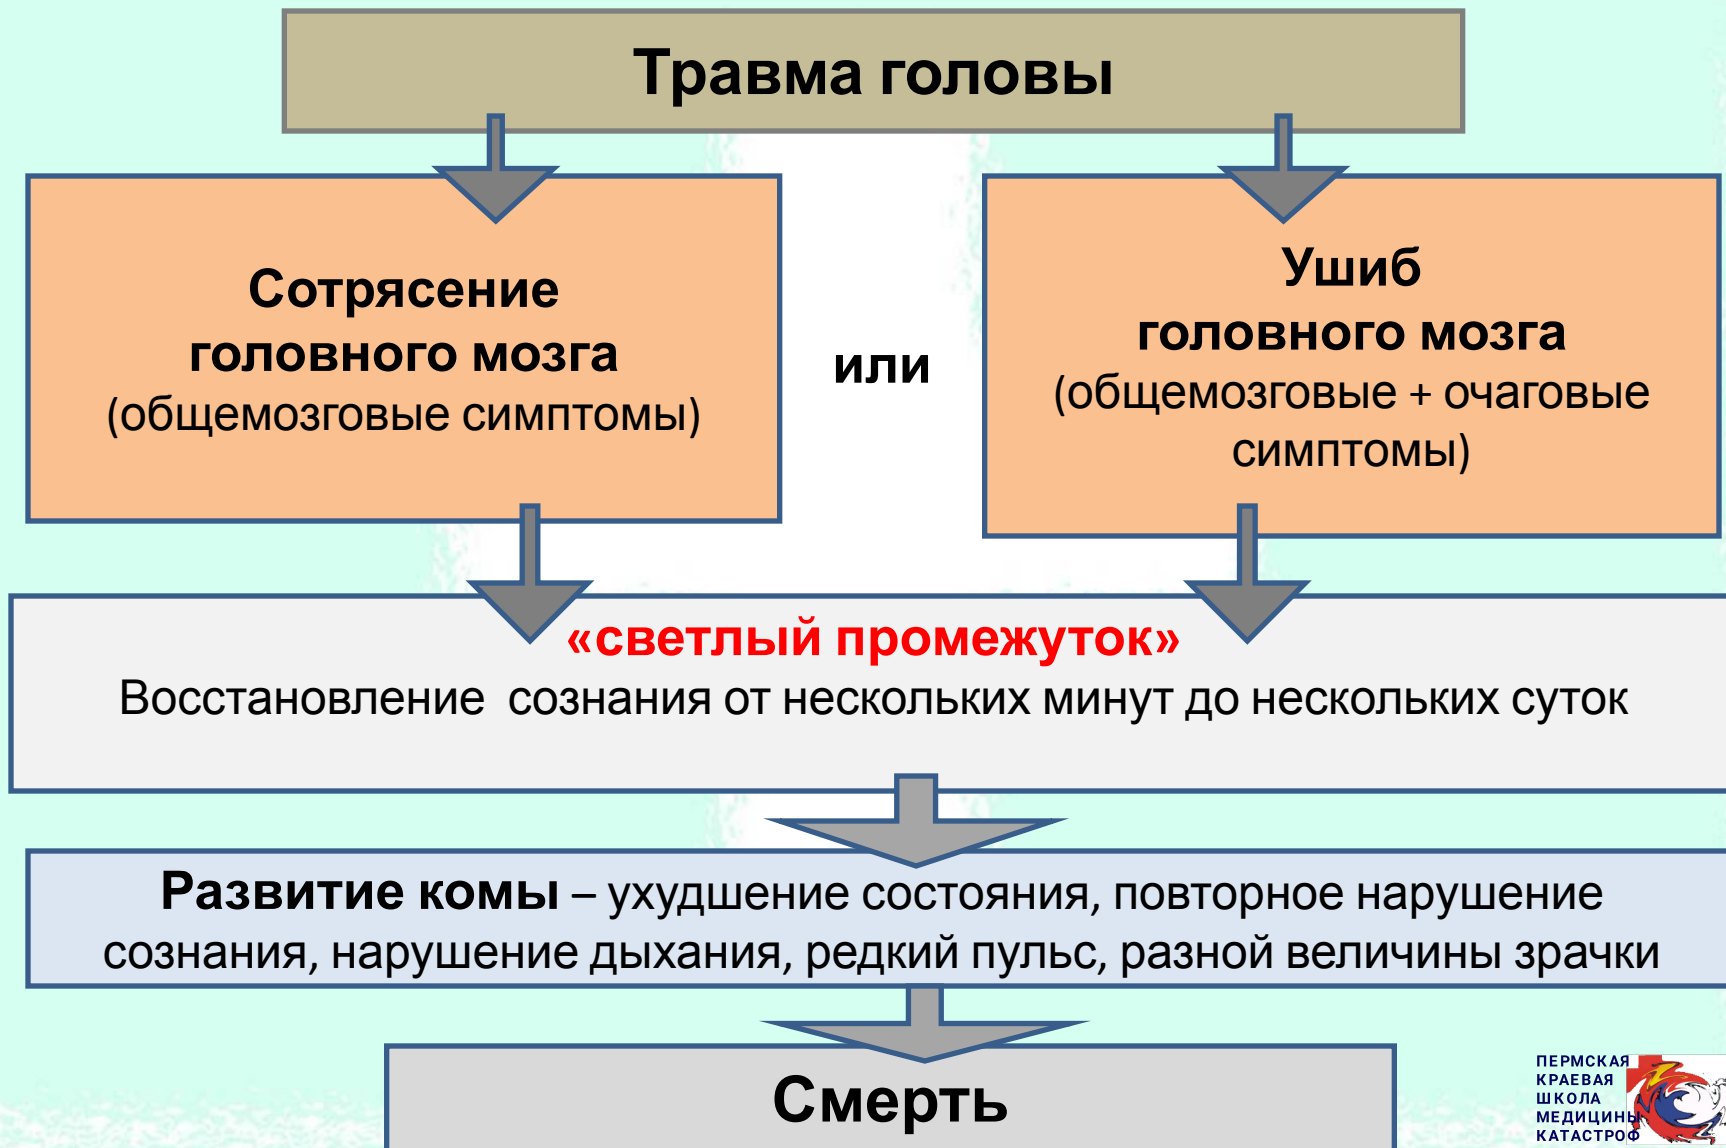 Травма головы
Сотрясение
головного мозга
(общемозговые симптомы)
или
Ушиб
головного мозга
(общемозговые + очаговые
симптомы)
«светлый промежуток»
Восстановление сознания от нескольких минут до нескольких суток
Развитие комы – ухудшение состояния, повторное нарушение
сознания, нарушение дыхания, редкий пульс, разной величины зрачки
Смерть
ПЕРМСКАЯ
КРАЕВАЯ
ШКОЛА
МЕДИЦИНЫ
КАТАСТРОФ